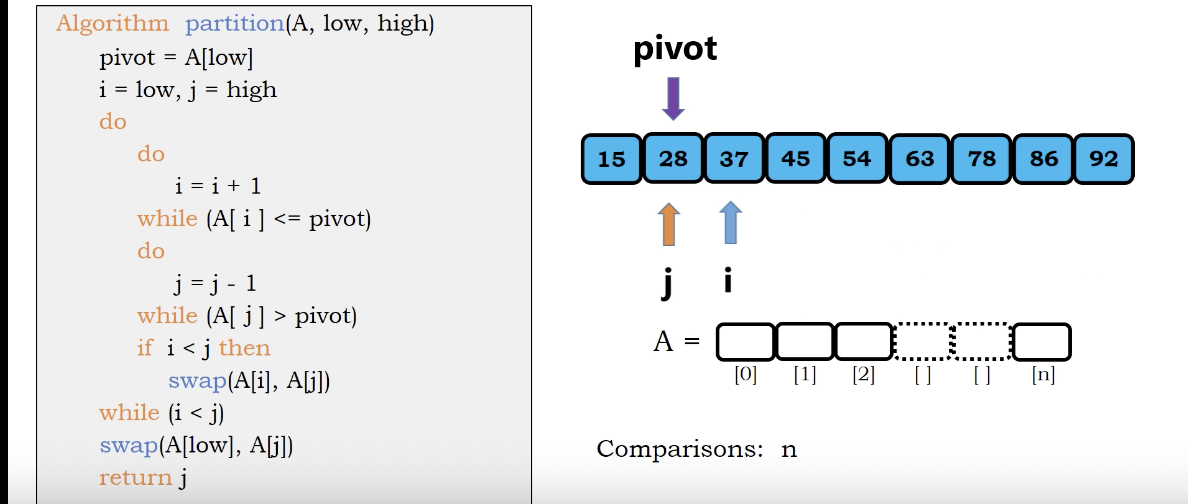 Algorithm partition(A, low, high)
pivot = A[low]
i = low, j = high
do
do
i = i + 1
while (A[ i ] <= pivot)
do
j = j - 1
while (A[ j ] > pivot)
if i < j then
swap(A[i], A[j])
while (i < j)
swap(A[low], A[j])
return j
pivot
15 28 37 45 54 63 78 86 92
j i
A =
[0] [1] [2] [ ] [ ] [n]
Comparisons: n